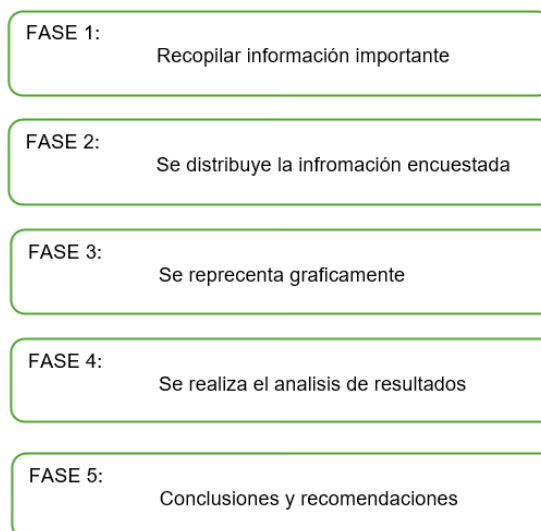 FASE 1:
Recopilar información importante
FASE 2:
Se distribuye la infromación encuestada
FASE 3:
Se reprecenta graficamente
FASE 4:
Se realiza el analisis de resultados
FASE 5:
Conclusiones y recomendaciones